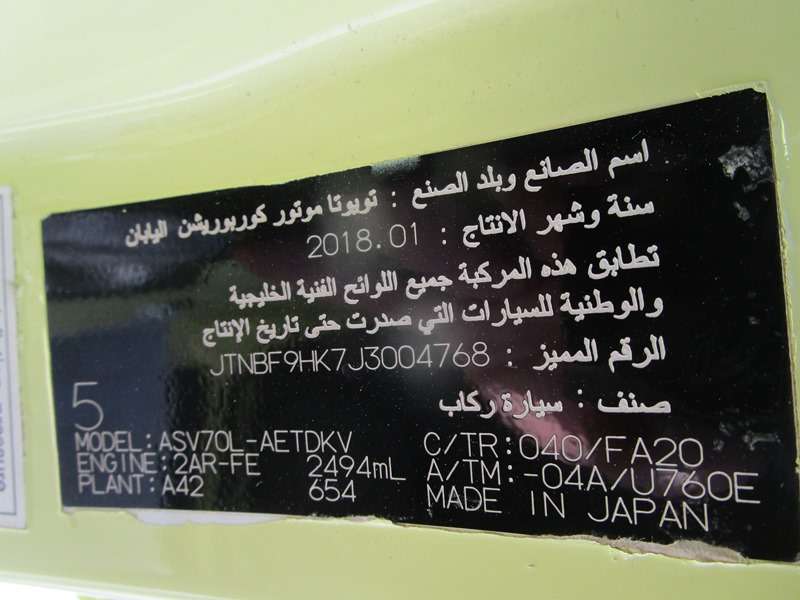 اسم الصانع وبلد الصنع : تويوتا موتور كوربوريشن اليابان
سنة وشهر الانتاج : 2018.01
تطابق هذه المركبة جميع اللوائح الفنية الخليجية
والوطنية للسيارات التي صدرت حتى تاريخ الإنتاج
الرقم المميز : JTNBF9HK7J3004768
صنف : سيارة ركاب
5
MODEL:ASV70L-AETDKV C/TR:040/FA20
ENGINE:2AR-FE 2494mL A/TM:-04A/U760E
PLANT:A42 654 MADE IN JAPAN